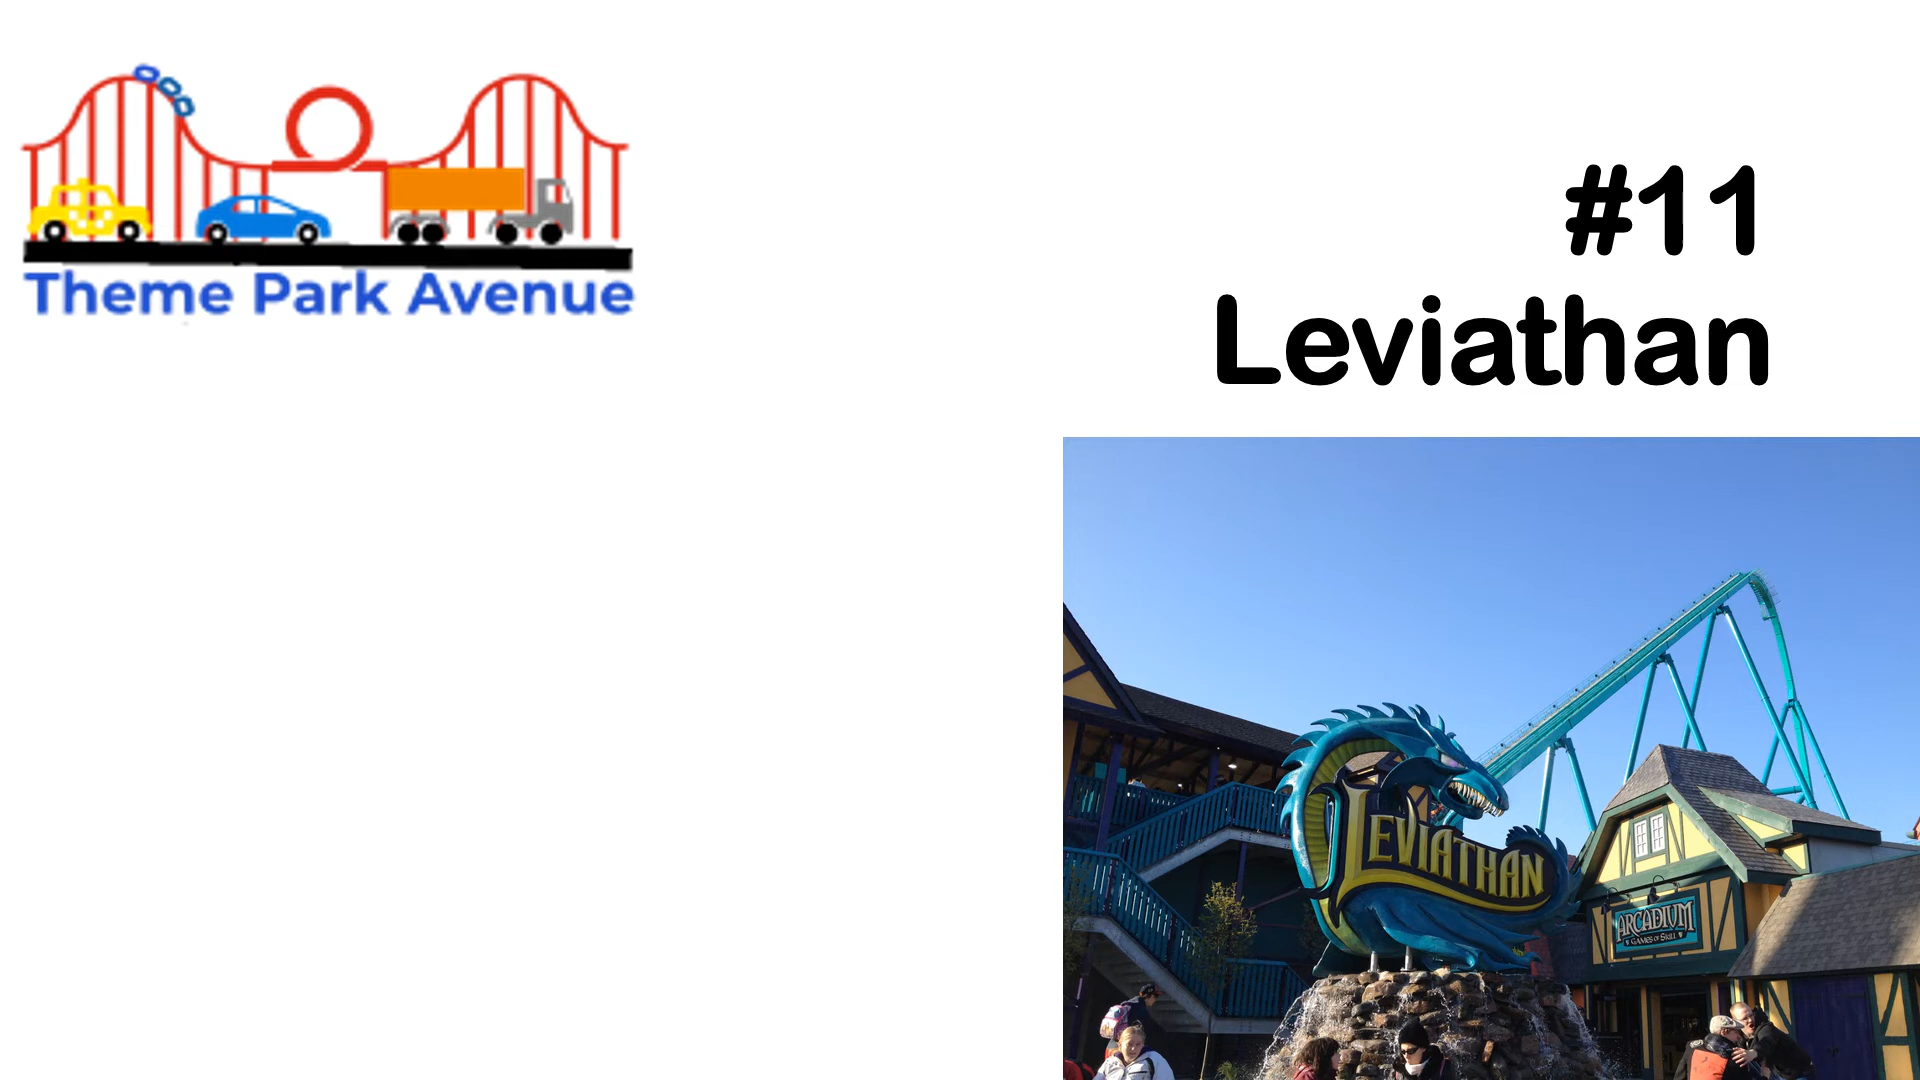 Theme Park Avenue
#11
Leviathan
LEVIATHAN
ARCADIUM
GAMES OF SKILL